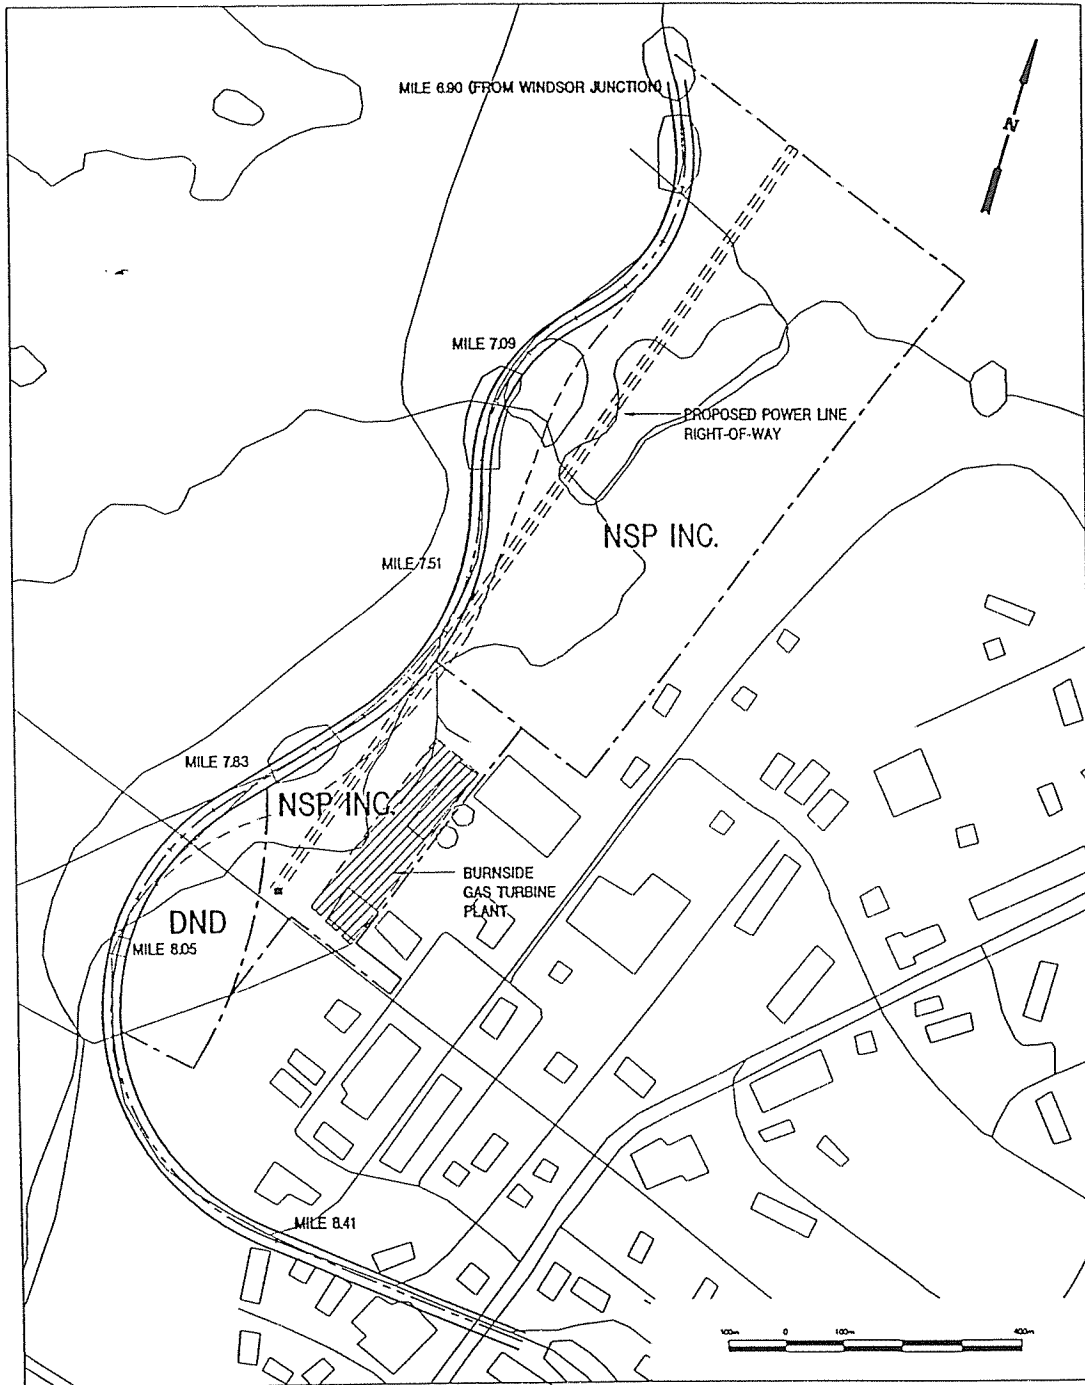 MILE 6.90 (FROM WINDSOR JUNCTION)
N
MILE 7.09
PROPOSED POWER LINE
RIGHT-OF-WAY
NSP INC.
MILE 7.51
MILE 7.83
NSP INC.
BURNSIDE
GAS TURBINE
PLANT
DND
MILE 8.05
MILE 8.41
100m 0 100m 400m